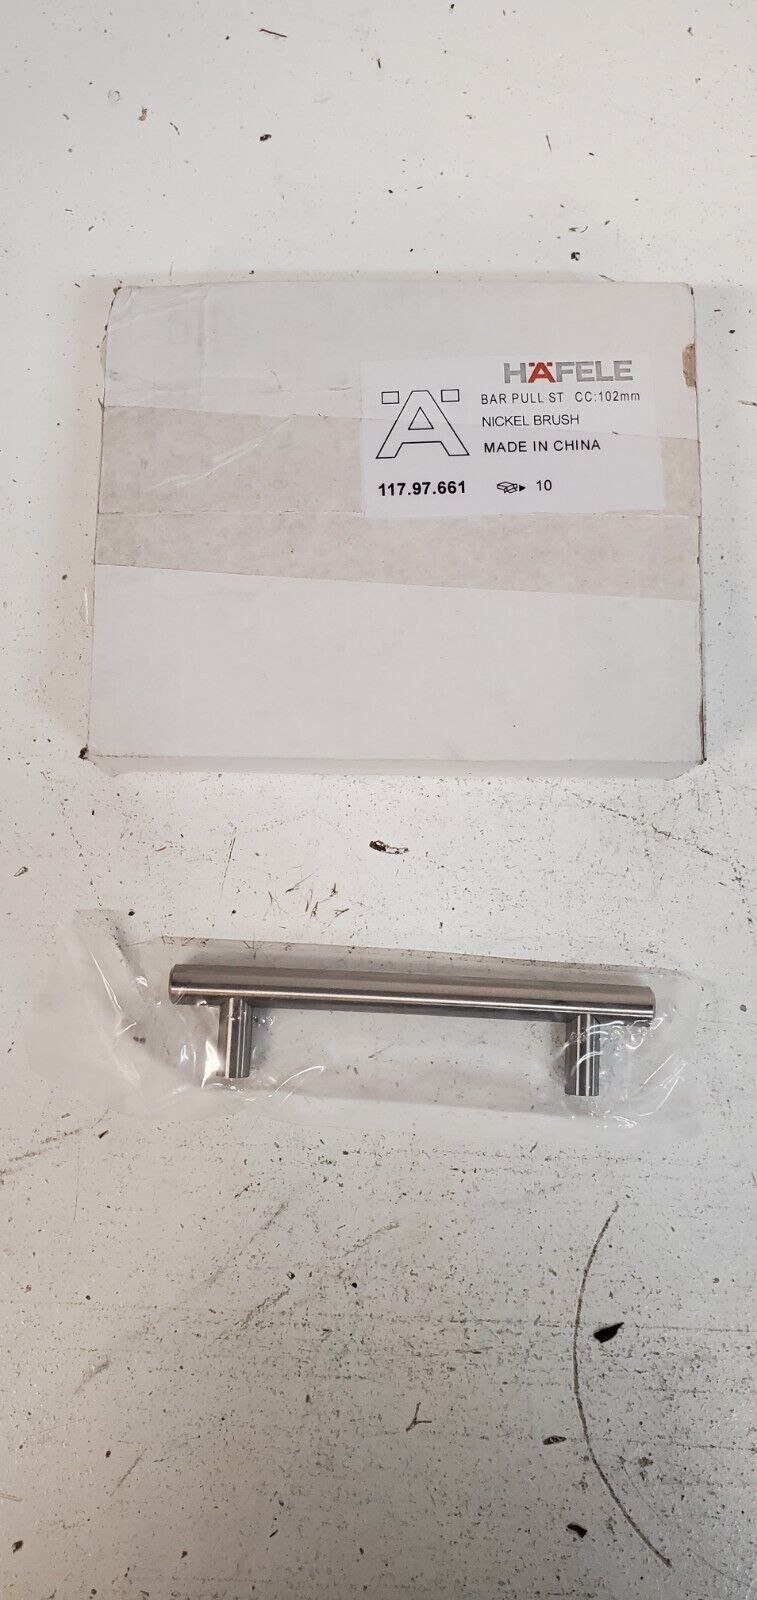 HÄFELE
Ä
BAR PULL ST CC:102mm
NICKEL BRUSH
MADE IN CHINA
117.97.661 10